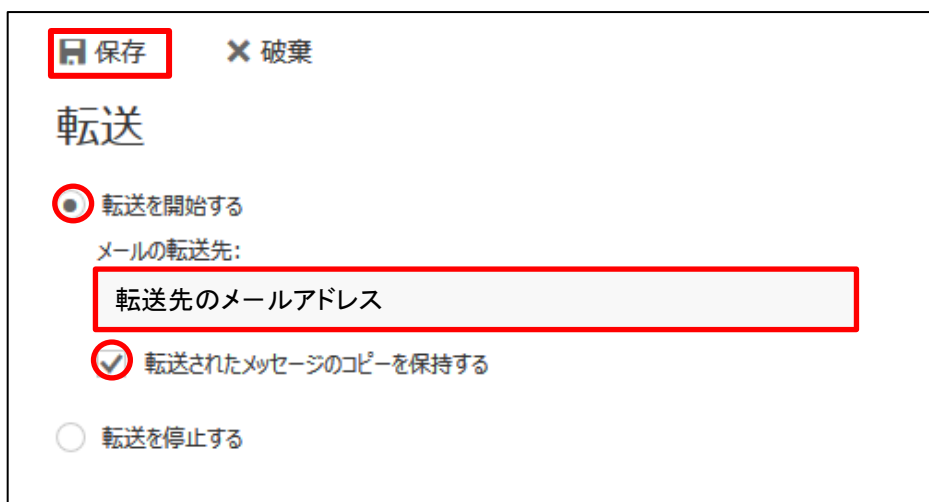 保存 破棄
転送
転送を開始する
メールの転送先:
転送先のメールアドレス
転送されたメッセージのコピーを保持する
転送を停止する